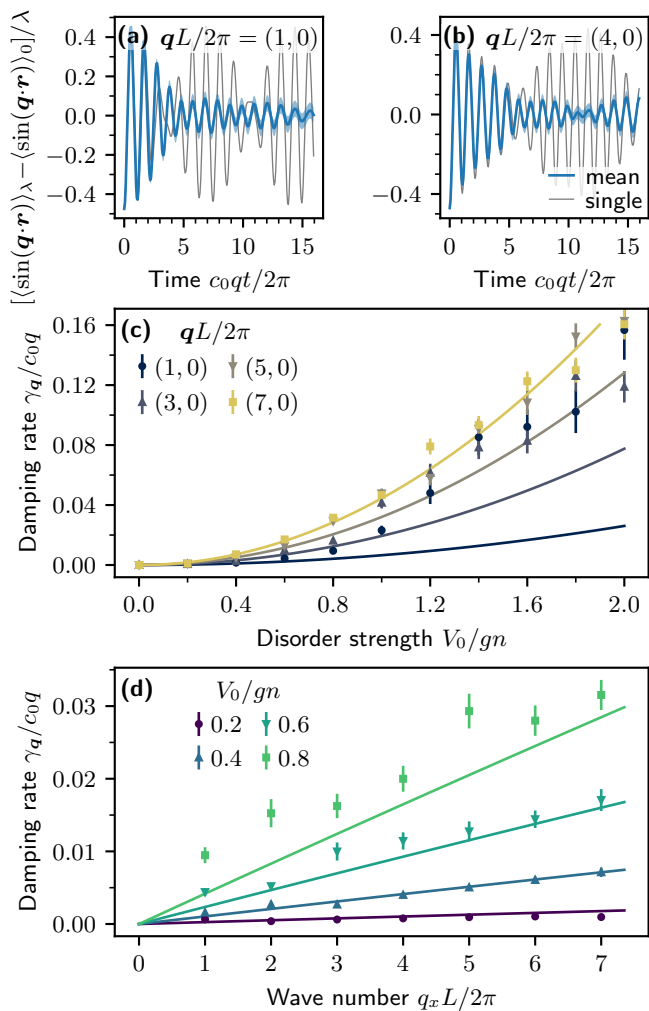 [⟨sin(q·r)⟩λ−⟨sin(q·r)⟩0]/λ
(a) qL/2π = (1, 0)
0.4
0.2
0.0
−0.2
−0.4
0 5 10 15
Time c0qt/2π
(b) qL/2π = (4, 0)
0.4
0.0
−0.4
mean
single
0 5 10 15
Time c0qt/2π
Damping rate γq/c0q
(c) qL/2π
(1, 0) (5, 0)
(3, 0) (7, 0)
0.16
0.12
0.08
0.04
0.00
0.0 0.4 0.8 1.2 1.6 2.0
Disorder strength V0/gn
Damping rate γq/c0q
(d) V0/gn
0.2 0.6
0.4 0.8
0.03
0.02
0.01
0.00
0 1 2 3 4 5 6 7
Wave number qxL/2π